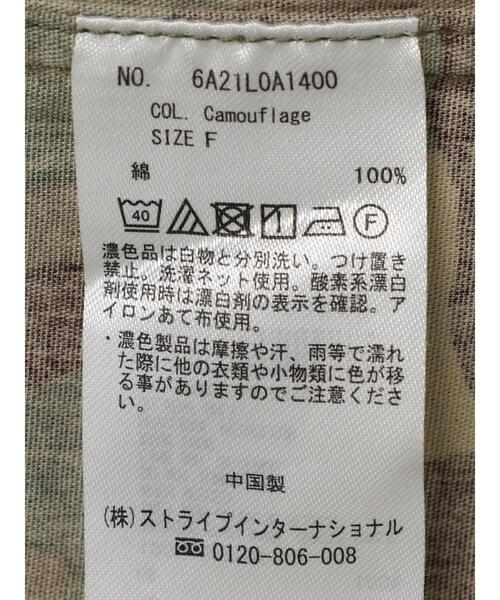 NO. 6A21L0A1400
COL. Camouflage
SIZE F
綿 100%
40 F
濃色品は白物と分別洗い。つけ置き
禁止。洗濯ネット使用。酸素系漂白
剤使用時は漂白剤の表示を確認。ア
イロンあて布使用。
・濃色製品は摩擦や汗、雨等で濡れ
た際に他の衣類や小物類に色が移
る事がありますのでご注意くださ
い。
中国製
(株)ストライプインターナショナル
0120-806-008